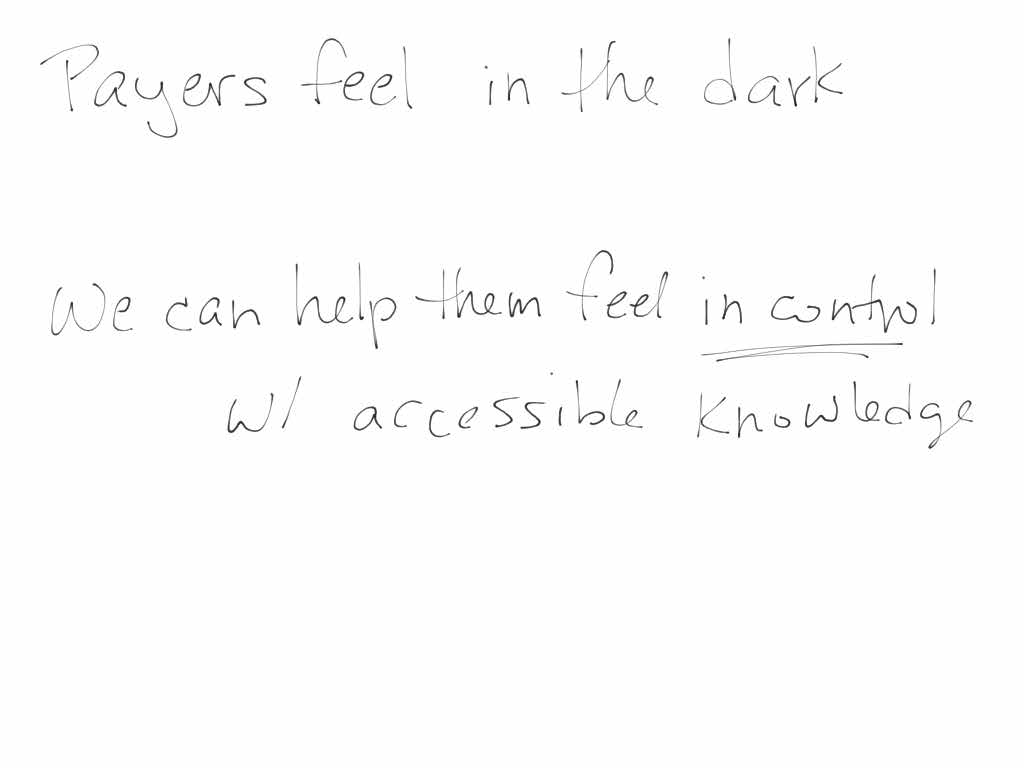 Payers feel in the dark
We can help them feel in control
w/ accessible knowledge